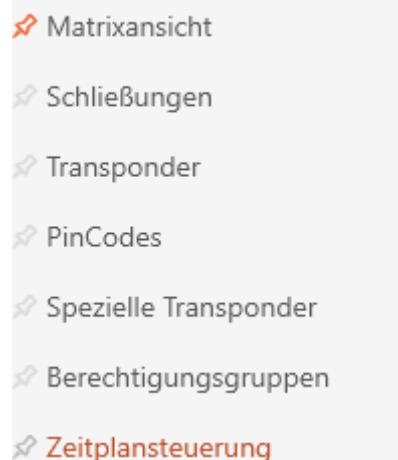 Matrixansicht
Schließungen
Transponder
PinCodes
Spezielle Transponder
Berechtigungsgruppen
Zeitplansteuerung